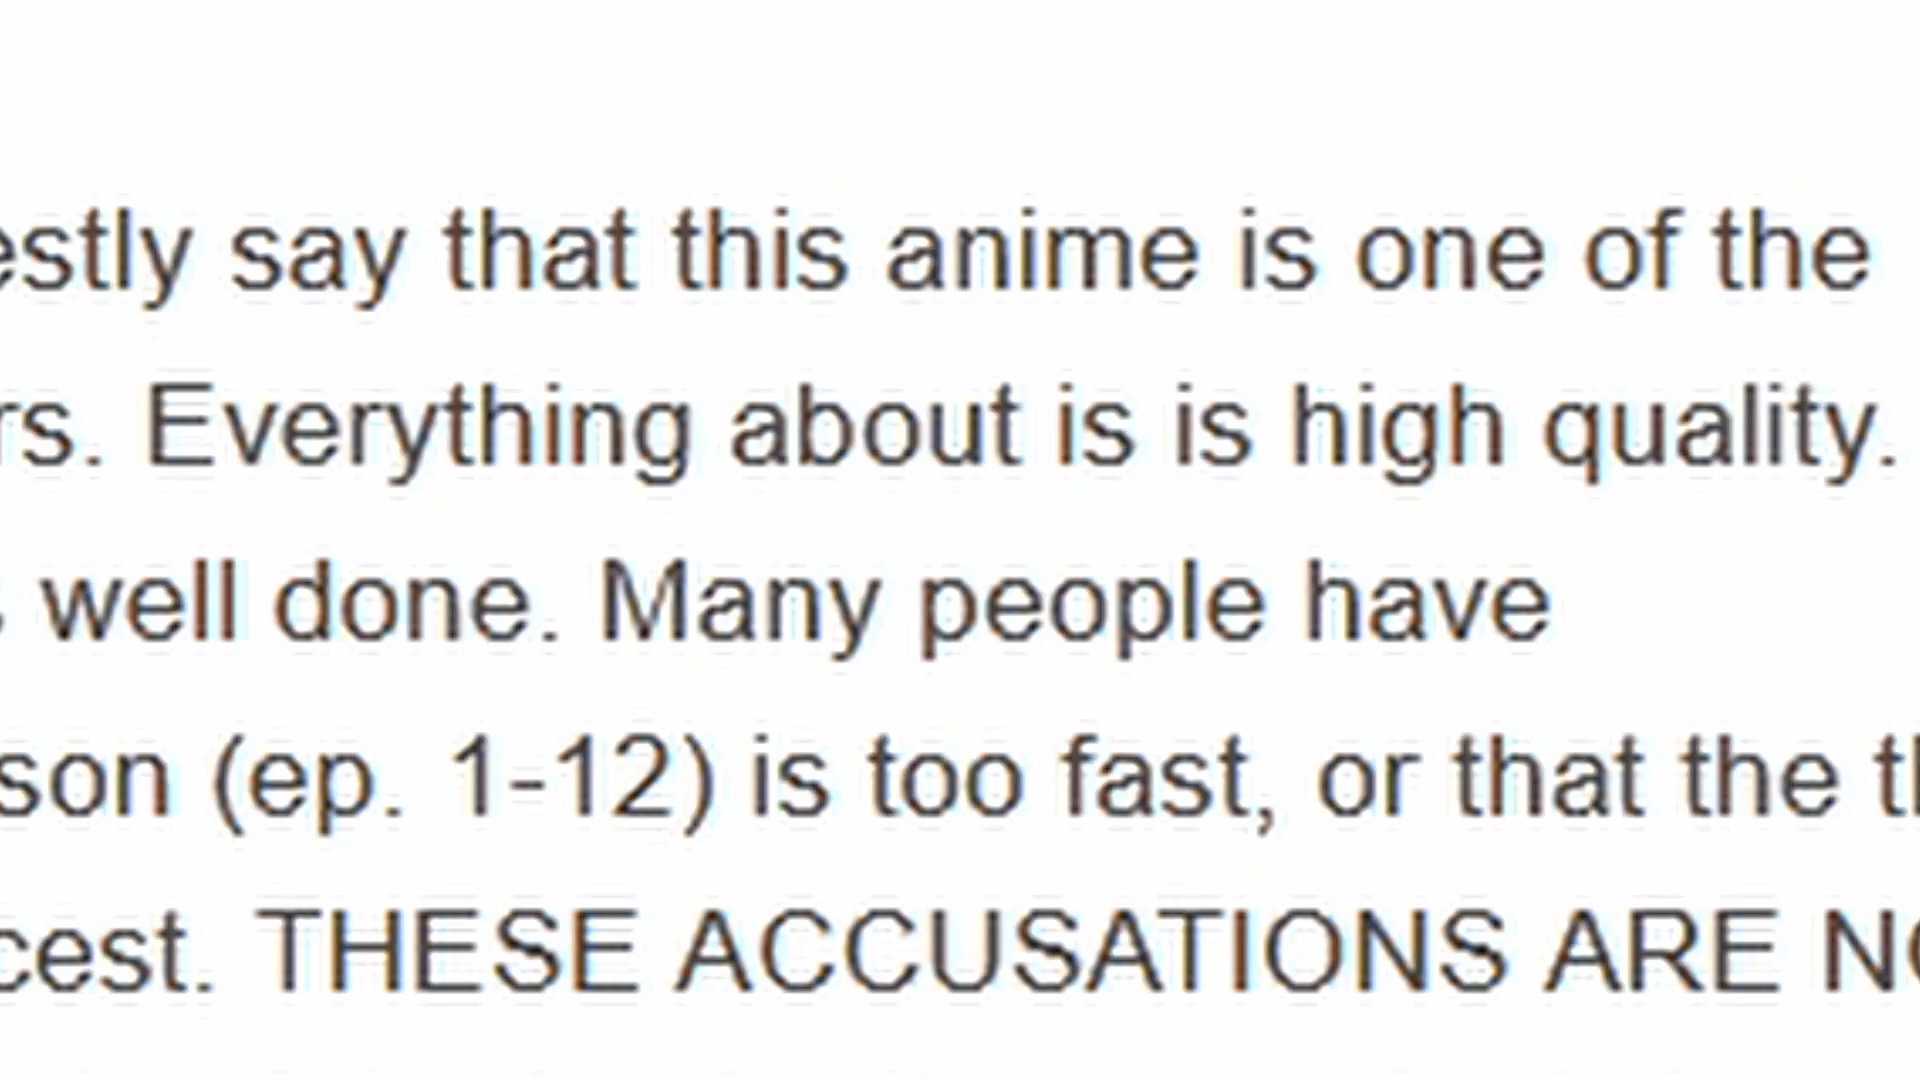 estly say that this anime is one of the
rs. Everything about is is high quality.
well done. Many people have
son (ep. 1-12) is too fast, or that the
cest. THESE ACCUSATIONS ARE